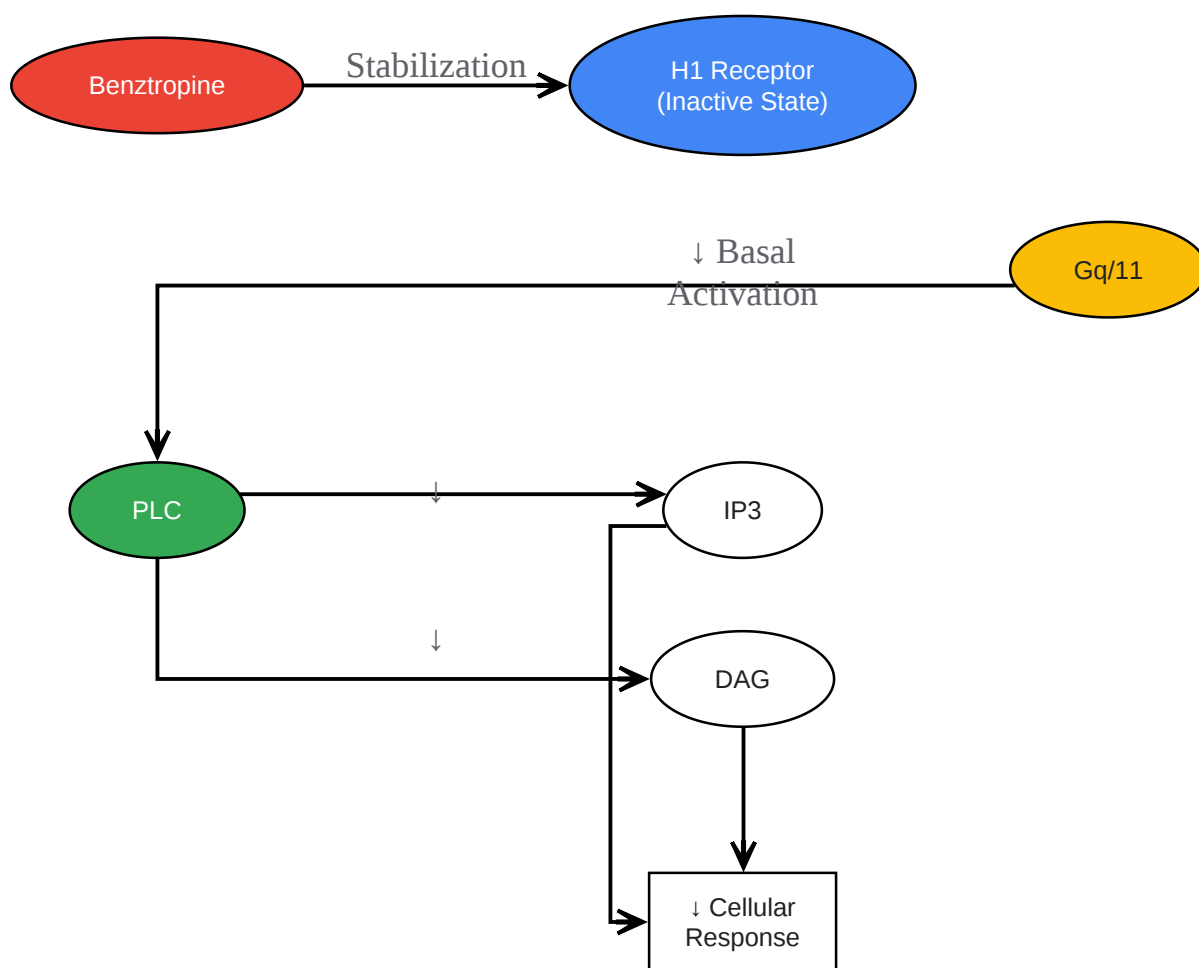 Benztropine
Stabilization
H1 Receptor
(Inactive State)
↓ Basal
Activation
Gq/11
PLC
↓
IP3
↓
DAG
↓ Cellular
Response